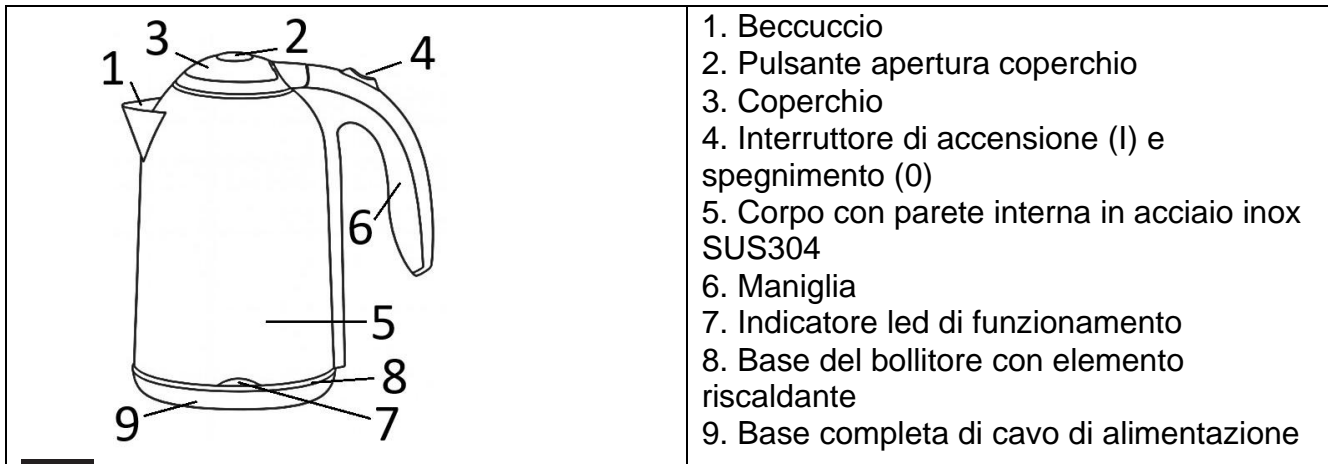 3
2
4
1
6
5
8
9
7
1. Beccuccio
2. Pulsante apertura coperchio
3. Coperchio
4. Interruttore di accensione (I) e
spegnimento (0)
5. Corpo con parete interna in acciaio inox
SUS304
6. Maniglia
7. Indicatore led di funzionamento
8. Base del bollitore con elemento
riscaldante
9. Base completa di cavo di alimentazione